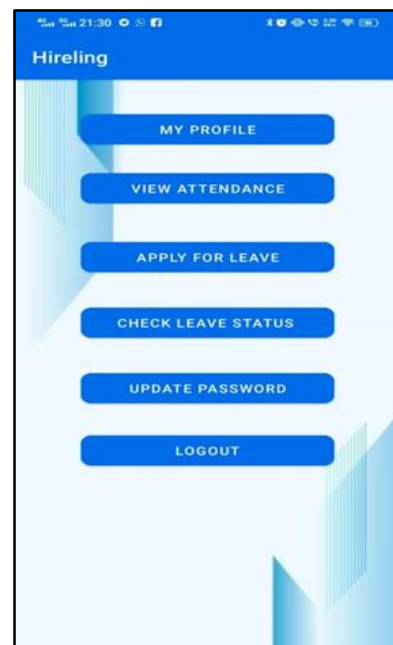 21:30
Hireling
MY PROFILE
VIEW ATTENDANCE
APPLY FOR LEAVE
CHECK LEAVE STATUS
UPDATE PASSWORD
LOGOUT